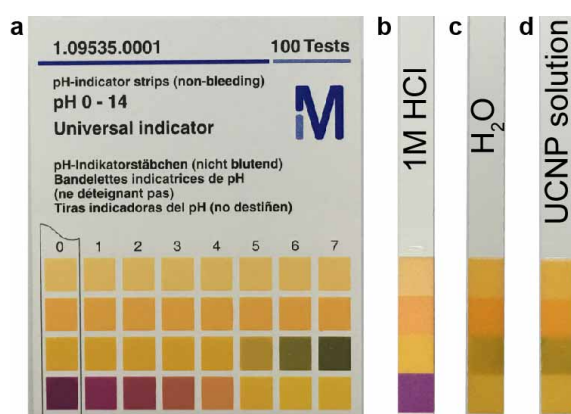 a
1.09535.0001 100 Tests
pH-indicator strips (non-bleeding)
pH 0 - 14
Universal indicator
M
pH-Indikatorstäbchen (nicht blutend)
Bandelettes indicatrices de pH
(ne déteignant pas)
Tiras indicadoras del pH (no destiñen)
0 1 2 3 4 5 6 7
b
1M HCl
c
H₂O
d
UCNP solution